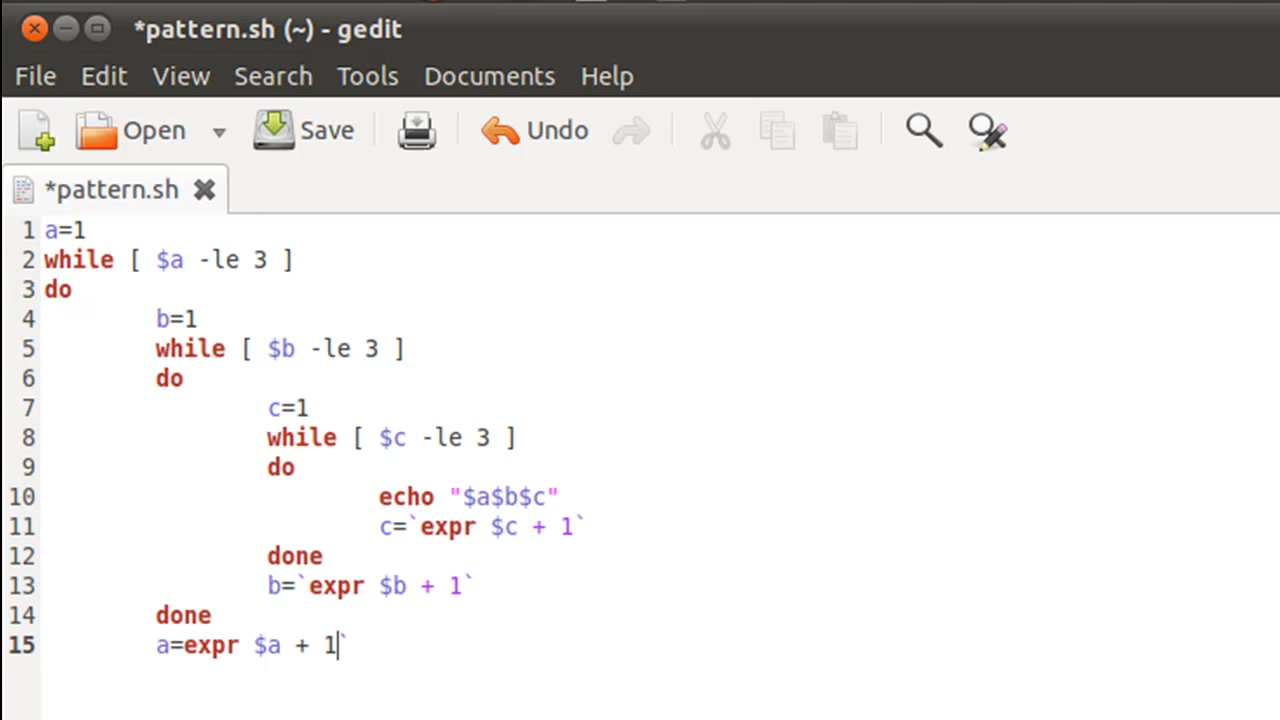 *pattern.sh (~) - gedit
File Edit View Search Tools Documents Help
Open Save Undo
*pattern.sh
1 a=1
2 while [ $a -le 3 ]
3 do
4         b=1
5         while [ $b -le 3 ]
6         do
7                 c=1
8                 while [ $c -le 3 ]
9                 do
10                         echo "$a$b$c"
11                         c=`expr $c + 1`
12                 done
13                 b=`expr $b + 1`
14         done
15         a=expr $a + 1`